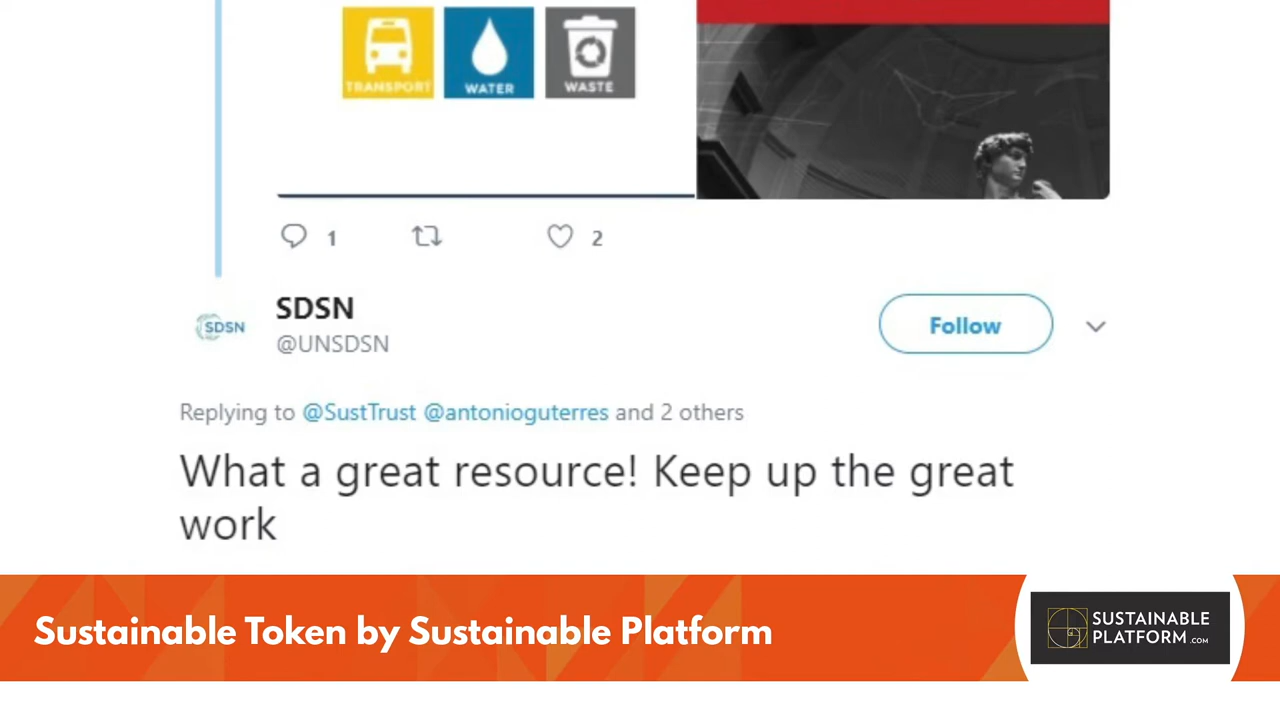 TRANSPORT
WATER
WASTE
1
2
SDSN
SDSN
@UNSDSN
Follow
Replying to @SustTrust @antonioguterres and 2 others
What a great resource! Keep up the great
work
Sustainable Token by Sustainable Platform
SUSTAINABLE
PLATFORM.COM